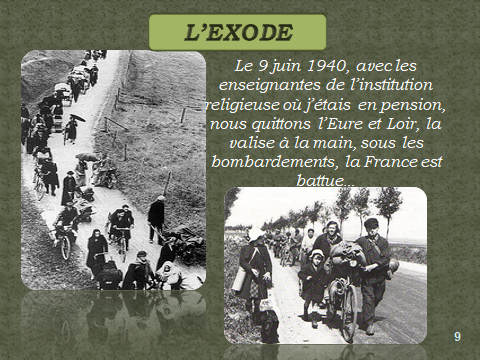 L'EXODE
Le 9 juin 1940, avec les
enseignantes de l'institution
religieuse où j'étais en pension,
nous quittons l'Eure et Loir, la
valise à la main, sous les
bombardements, la France est
battue...
9